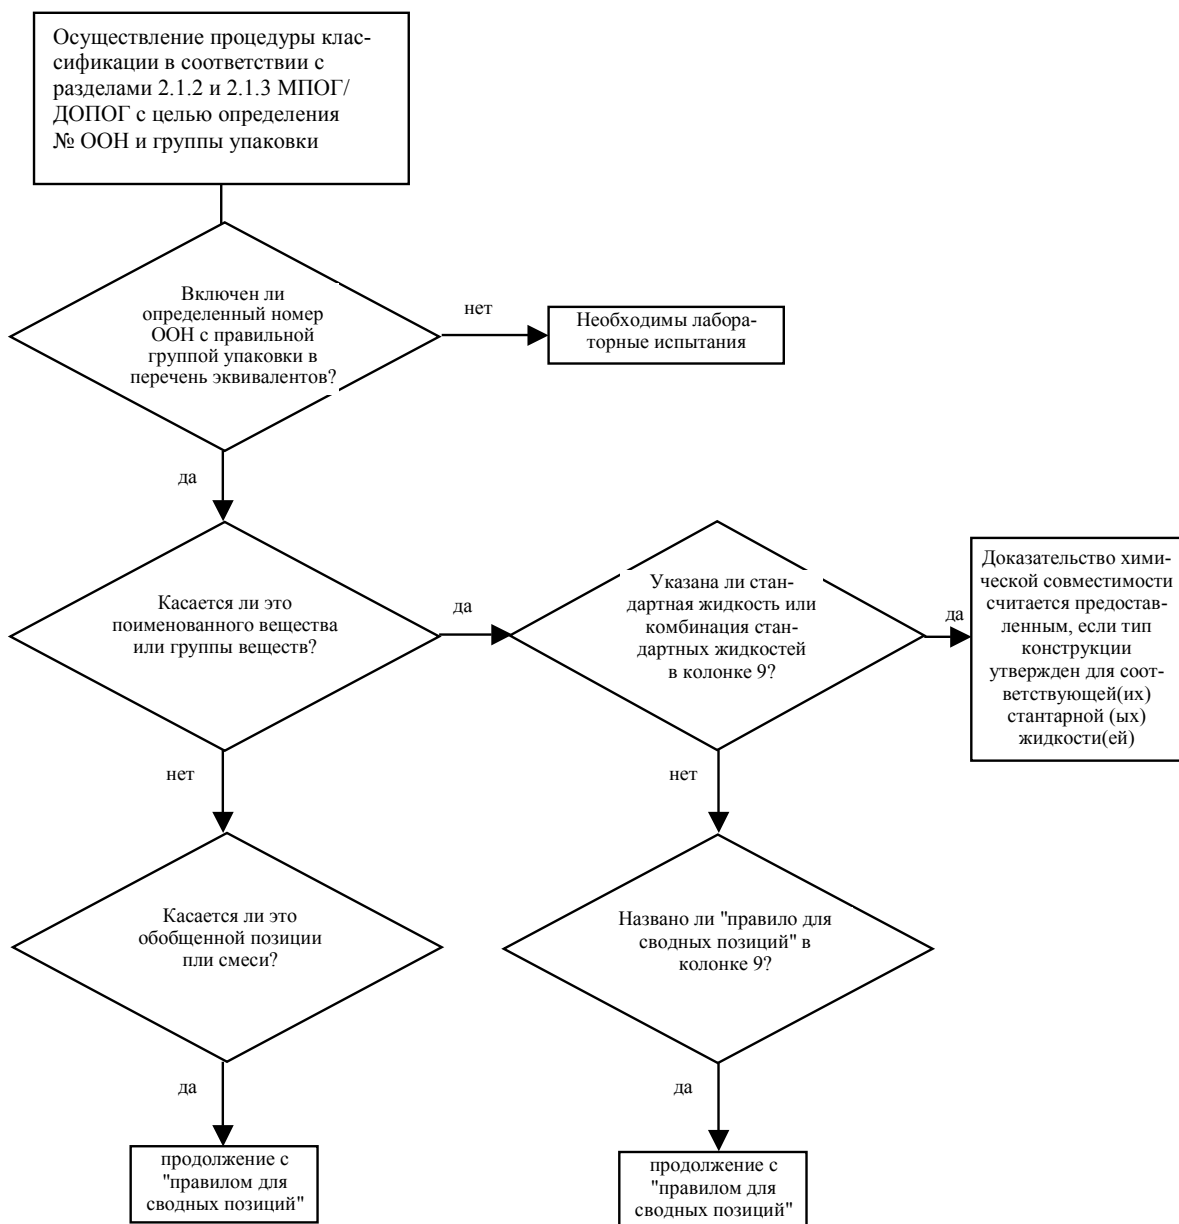 Осуществление процедуры клас-
сификации в соответствии с
разделами 2.1.2 и 2.1.3 МПОГ/
ДОПОГ с целью определения
№ ООН и группы упаковки
Включен ли
определенный номер
ООН с правильной
группой упаковки в
перечень эквивалентов?
нет
Необходимы лабора-
торные испытания
да
Касается ли это
поименованного вещества
или группы веществ?
да
Указана ли стан-
дартная жидкость или
комбинация стан-
дартных жидкостей
в колонке 9?
да
Доказательство хими-
ческой совместимости
считается предостав-
ленным, если тип
конструкции
утвержден для соот-
ветствующей(их)
стантарной (ых)
жидкости(ей)
нет
нет
Касается ли это
обобщенной позиции
пли смеси?
Названо ли "правило для
сводных позиций" в
колонке 9?
да
да
продолжение с
"правилом для
сводных позиций"
продолжение с
"правилом для
сводных позиций"